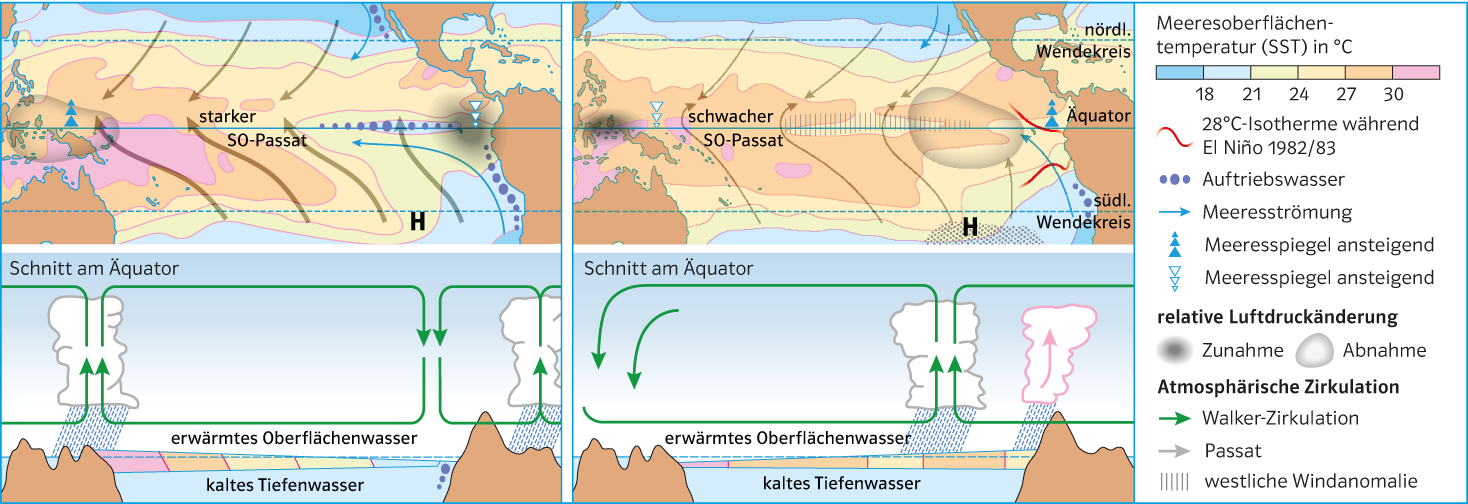 starker
SO-Passat
H
Schnitt am Äquator
erwärmtes Oberflächenwasser
kaltes Tiefenwasser
nördl.
Wendekreis
schwacher
Äquator
SO-Passat
südl.
H
Wendekreis
Schnitt am Äquator
erwärmtes Oberflächenwasser
kaltes Tiefenwasser
Meeresoberflächen-
temperatur (SST) in °C
18 21 24 27 30
28°C-Isotherme während
El Niño 1982/83
Auftriebswasser
Meeresströmung
Meeresspiegel ansteigend
Meeresspiegel ansteigend
relative Luftdruckänderung
Zunahme Abnahme
Atmosphärische Zirkulation
Walker-Zirkulation
Passat
westliche Windanomalie